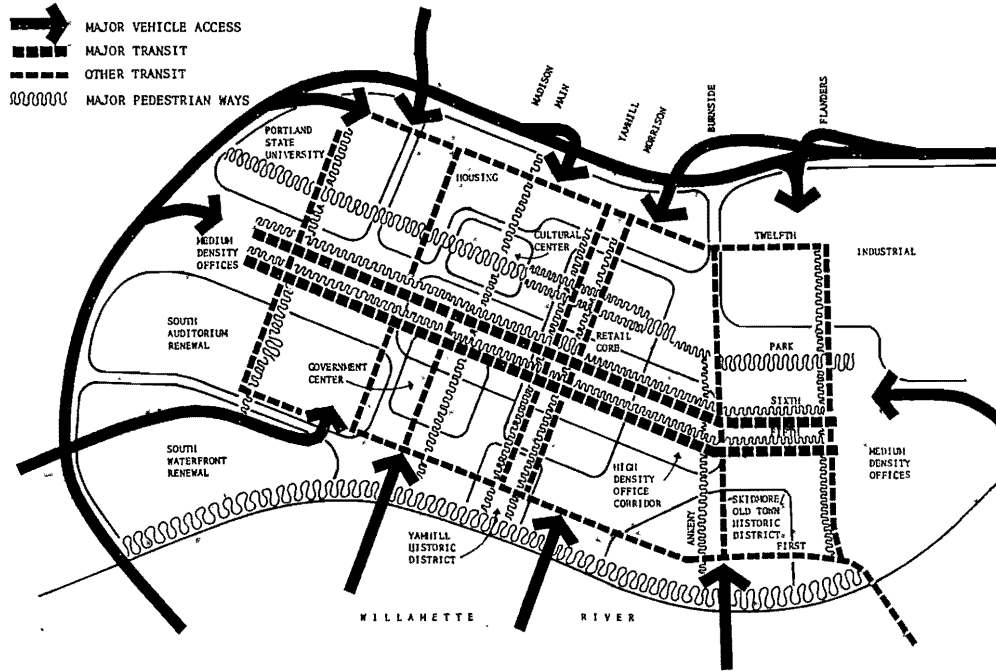 MAJOR VEHICLE ACCESS
MAJOR TRANSIT
OTHER TRANSIT
MAJOR PEDESTRIAN WAYS
MADISON
MAIN
YAMHILL
MORRISON
BURNSIDE
FLANDERS
PORTLAND
STATE
UNIVERSITY
HOUSING
CULTURAL
CENTER
TWELFTH
INDUSTRIAL
MEDIUM
DENSITY
OFFICES
SOUTH
AUDITORIUM
RENEWAL
GOVERNMENT
CENTER
RETAIL
CORE
PARK
SIXTH
FIFTH
SOUTH
WATERFRONT
RENEWAL
HIGH
DENSITY
OFFICE
CORRIDOR
MEDIUM
DENSITY
OFFICES
YAMHILL
HISTORIC
DISTRICT
ANKENY
SKIDMORE/
OLD TOWN
HISTORIC
DISTRICT
FIRST
WILLAMETTE RIVER